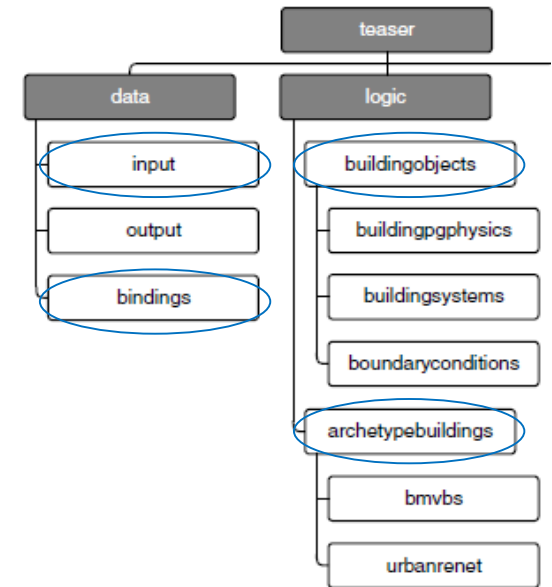 teaser
data
logic
input
output
bindings
buildingobjects
buildingpgphysics
buildingsystems
boundaryconditions
archetypebuildings
bmvbs
urbanrenet